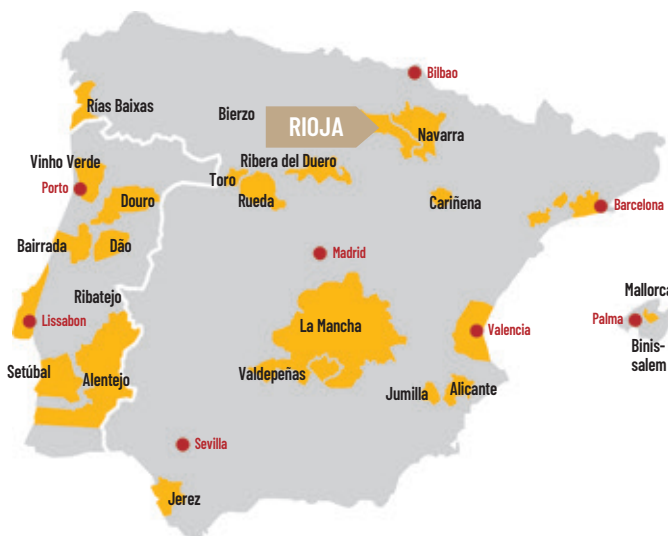 Bilbao
Rías Baixas
Bierzo
RIOJA
Navarra
Vinho Verde
Ribera del Duero
Toro
Porto
Douro
Rueda
Cariñena
Barcelona
Bairrada
Dão
Madrid
Ribatejo
Mallorca
Lissabon
La Mancha
Valencia
Palma
Binis-
salem
Setúbal
Alentejo
Valdepeñas
Jumilla
Alicante
Sevilla
Jerez